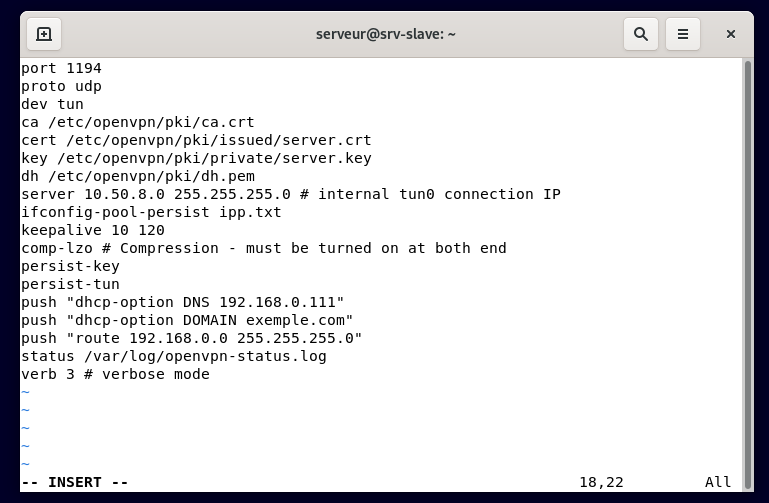 serveur@srv-slave: ~
port 1194
proto udp
dev tun
ca /etc/openvpn/pki/ca.crt
cert /etc/openvpn/pki/issued/server.crt
key /etc/openvpn/pki/private/server.key
dh /etc/openvpn/pki/dh.pem
server 10.50.8.0 255.255.255.0 # internal tun0 connection IP
ifconfig-pool-persist ipp.txt
keepalive 10 120
comp-lzo # Compression - must be turned on at both end
persist-key
persist-tun
push "dhcp-option DNS 192.168.0.111"
push "dhcp-option DOMAIN exemple.com"
push "route 192.168.0.0 255.255.255.0"
status /var/log/openvpn-status.log
verb 3 # verbose mode
~
~
~
~
~
-- INSERT -- 18,22 All